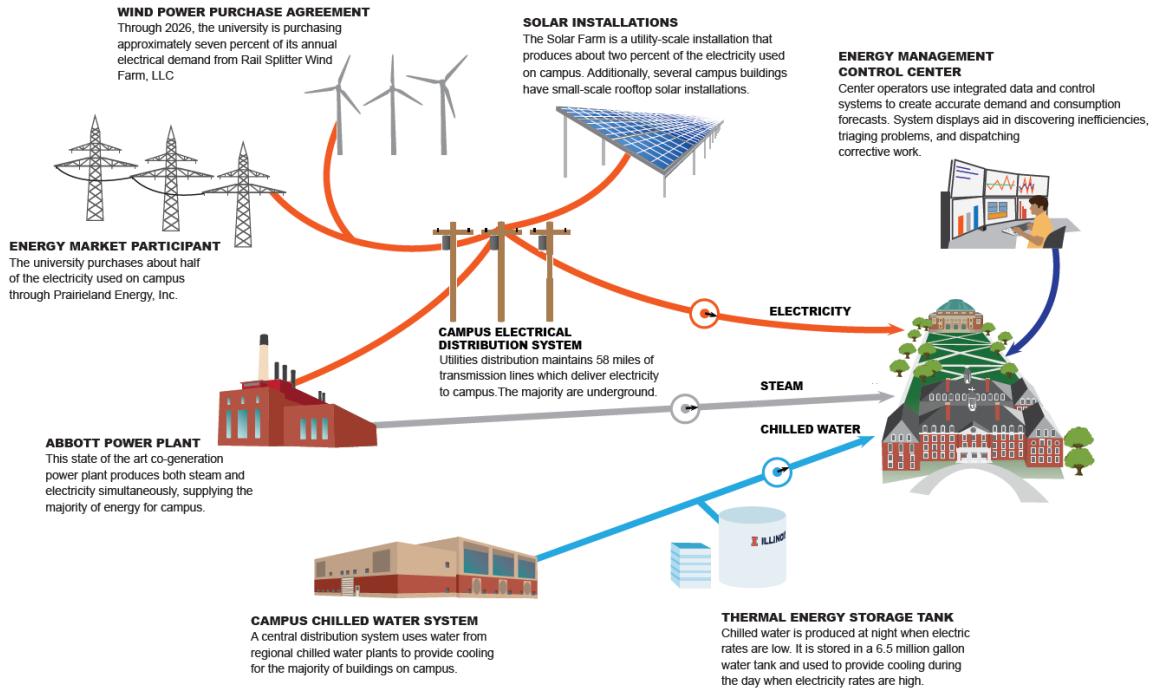 WIND POWER PURCHASE AGREEMENT
Through 2026, the university is purchasing
approximately seven percent of its annual
electrical demand from Rail Splitter Wind
Farm, LLC
SOLAR INSTALLATIONS
The Solar Farm is a utility-scale installation that
produces about two percent of the electricity used
on campus. Additionally, several campus buildings
have small-scale rooftop solar installations.
ENERGY MANAGEMENT
CONTROL CENTER
Center operators use integrated data and control
systems to create accurate demand and consumption
forecasts. System displays aid in discovering inefficiencies,
triaging problems, and dispatching
corrective work.
ENERGY MARKET PARTICIPANT
The university purchases about half
of the electricity used on campus
through Prairieland Energy, Inc.
CAMPUS ELECTRICAL
DISTRIBUTION SYSTEM
Utilities distribution maintains 58 miles of
transmission lines which deliver electricity
to campus.The majority are underground.
ELECTRICITY
STEAM
CHILLED WATER
ABBOTT POWER PLANT
This state of the art co-generation
power plant produces both steam and
electricity simultaneously, supplying the
majority of energy for campus.
I ILLINOIS
CAMPUS CHILLED WATER SYSTEM
A central distribution system uses water from
regional chilled water plants to provide cooling
for the majority of buildings on campus.
THERMAL ENERGY STORAGE TANK
Chilled water is produced at night when electric
rates are low. It is stored in a 6.5 million gallon
water tank and used to provide cooling during
the day when electricity rates are high.